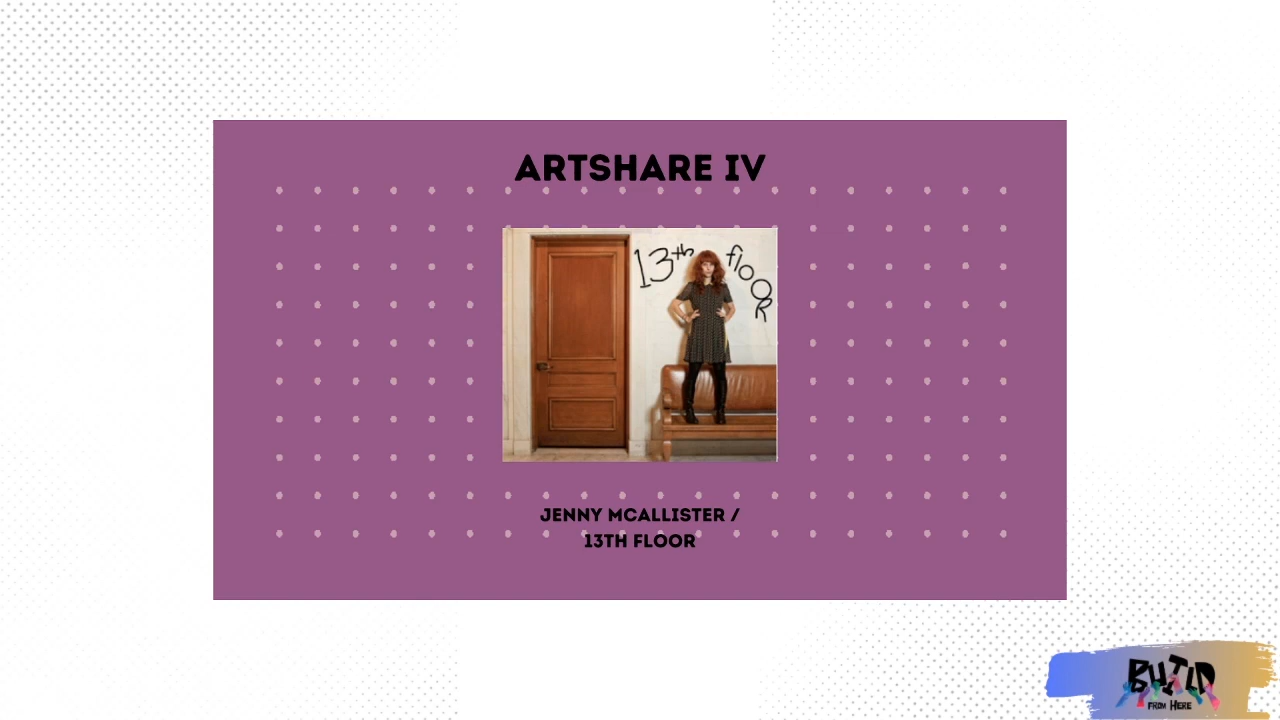 ARTSHARE IV
13th floor
JENNY MCALLISTER /
13TH FLOOR
BUILD
FROM HERE